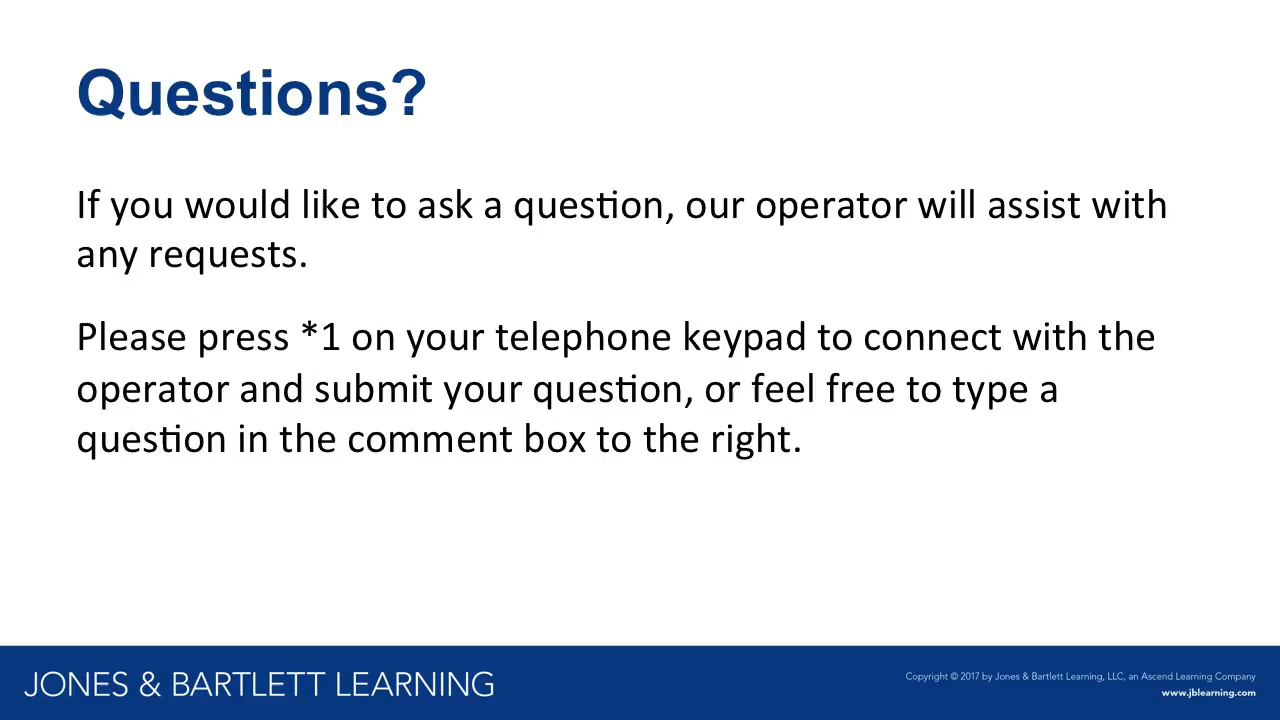 Questions?
If you would like to ask a question, our operator will assist with
any requests.
Please press *1 on your telephone keypad to connect with the
operator and submit your question, or feel free to type a
question in the comment box to the right.
JONES & BARTLETT LEARNING
Copyright © 2017 by Jones & Bartlett Learning, LLC, an Ascend Learning Company
www.jblearning.com